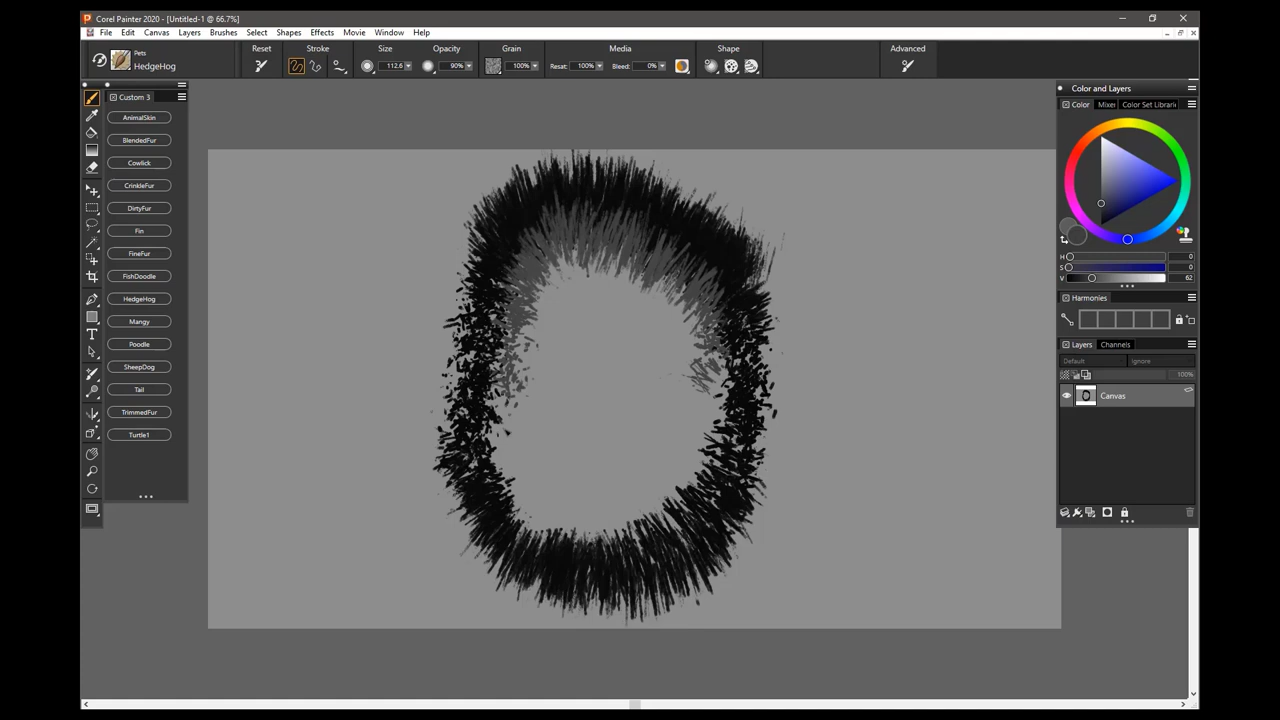 Corel Painter 2020 - [Untitled-1 @ 66.7%]
File Edit Canvas Layers Brushes Select Shapes Effects Movie Window Help
Pets
HedgeHog
Reset Stroke Size Opacity Grain Media Shape Advanced
112.6 90% 100% Resat: 100% Bleed: 0%
Custom 3
AnimalSkin
BlendedFur
Cowlick
CrinkleFur
DirtyFur
Fin
FineFur
FishDoodle
HedgeHog
Mangy
Poodle
SheepDog
Tail
TrimmedFur
Turtle1
Color and Layers
Color Mixer Color Set Librari
H 0
S 0
V 62
Harmonies
Layers Channels
Default Ignore
100%
Canvas